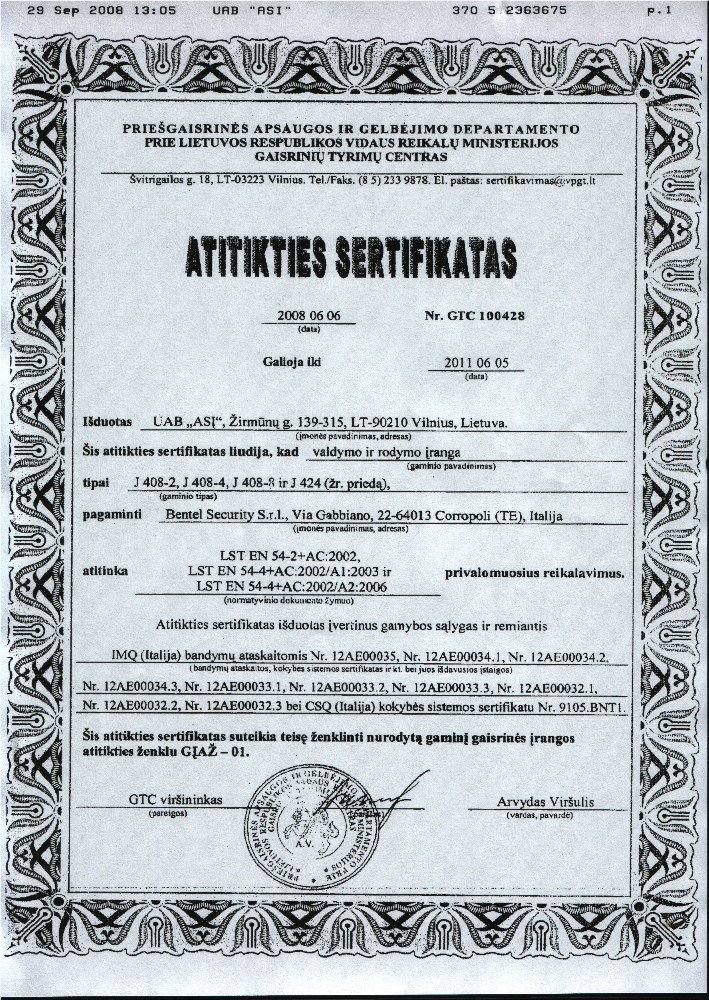 29 Sep 2008 13:05 UAB "ASI" 370 5 2363675 p.1
PRIEŠGAISRINĖS APSAUGOS IR GELBĖJIMO DEPARTAMENTO
PRIE LIETUVOS RESPUBLIKOS VIDAUS REIKALŲ MINISTERIJOS
GAISRINIŲ TYRIMŲ CENTRAS
Švitrigailos g. 18, LT-03223 Vilnius. Tel./Faks. (8 5) 233 9878. El. paštas: sertifikavimas@vpgt.lt
ATITIKTIES SERTIFIKATAS
2008 06 06 Nr. GTC 100428
(data)
Galioja iki 2011 06 05
(data)
Išduotas UAB „ASĮ“, Žirmūnų g. 139-315, LT-90210 Vilnius, Lietuva.
(įmonės pavadinimas, adresas)
Šis atitikties sertifikatas liudija, kad valdymo ir rodymo įranga
(gaminio pavadinimas)
tipai J 408-2, J 408-4, J 408-8 ir J 424 (žr. priedą),
(gaminio tipas)
pagaminti Bentel Security S.r.l., Via Gabbiano, 22-64013 Corropoli (TE), Italija
(įmonės pavadinimas, adresas)
LST EN 54-2+AC:2002,
atitinka LST EN 54-4+AC:2002/A1:2003 ir privalomuosius reikalavimus.
LST EN 54-4+AC:2002/A2:2006
(normatyvinio dokumento žymuo)
Atitikties sertifikatas išduotas įvertinus gamybos sąlygas ir remiantis
IMQ (Italija) bandymų ataskaitomis Nr. 12AE00035, Nr. 12AE00034.1, Nr. 12AE00034.2,
(bandymų ataskaitos, kokybės sistemos sertifikatas ir kt. bei juos išdavusios įstaigos)
Nr. 12AE00034.3, Nr. 12AE00033.1, Nr. 12AE00033.2, Nr. 12AE00033.3, Nr. 12AE00032.1,
Nr. 12AE00032.2, Nr. 12AE00032.3 bei CSQ (Italija) kokybės sistemos sertifikatu Nr. 9105.BNT1.
Šis atitikties sertifikatas suteikia teisę ženklinti nurodytą gaminį gaisrinės įrangos
atitikties ženklu GĮAŽ – 01.
GTC viršininkas Arvydas Viršulis
(pareigos) (parašas) (vardas, pavardė)
A.V.